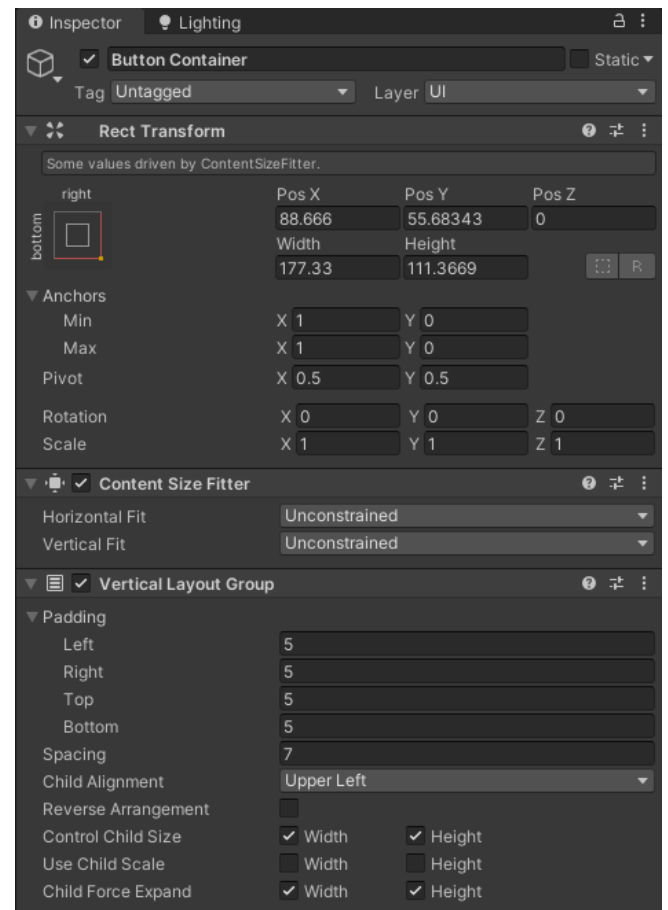 Inspector Lighting
Button Container Static
Tag Untagged Layer UI
Rect Transform
Some values driven by ContentSizeFitter.
right Pos X Pos Y Pos Z
bottom 88.666 55.68343 0
Width Height
177.33 111.3669 R
Anchors
Min X 1 Y 0
Max X 1 Y 0
Pivot X 0.5 Y 0.5
Rotation X 0 Y 0 Z 0
Scale X 1 Y 1 Z 1
Content Size Fitter
Horizontal Fit Unconstrained
Vertical Fit Unconstrained
Vertical Layout Group
Padding
Left 5
Right 5
Top 5
Bottom 5
Spacing 7
Child Alignment Upper Left
Reverse Arrangement
Control Child Size Width Height
Use Child Scale Width Height
Child Force Expand Width Height